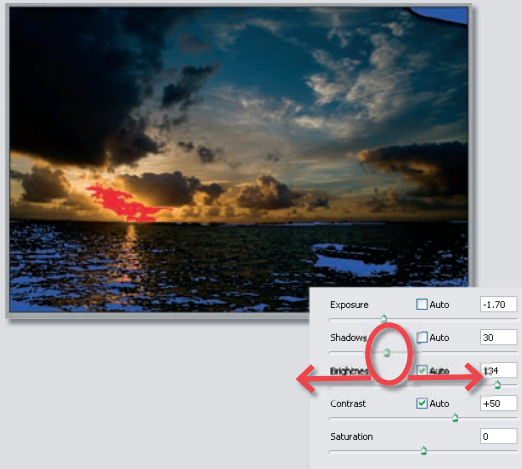 Exposure Auto -1.70
Shadows Auto 30
Brightness Auto 134
Contrast Auto +50
Saturation 0